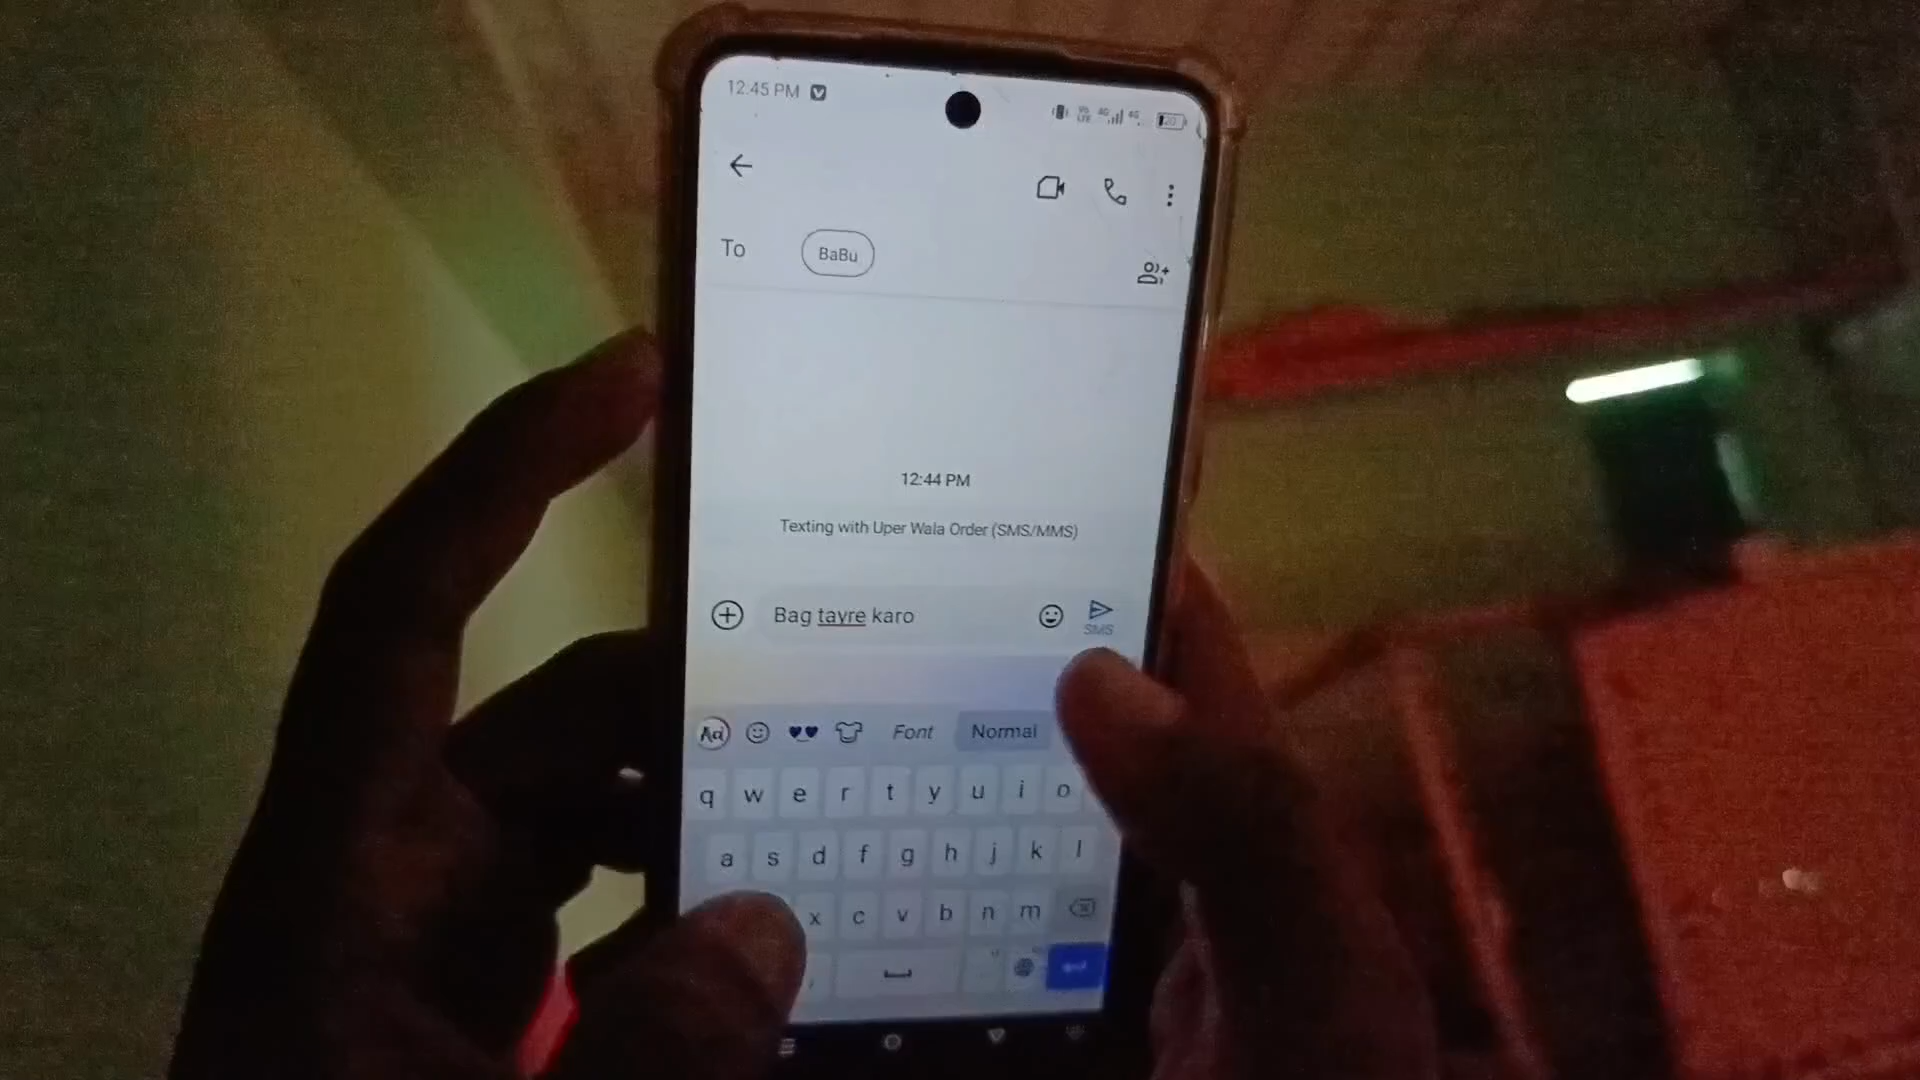 12:45 PM
To BaBu
12:44 PM
Texting with Uper Wala Order (SMS/MMS)
Bag tayre karo
SMS
Font Normal
q w e r t y u i o
a s d f g h j k l
x c v b n m
,